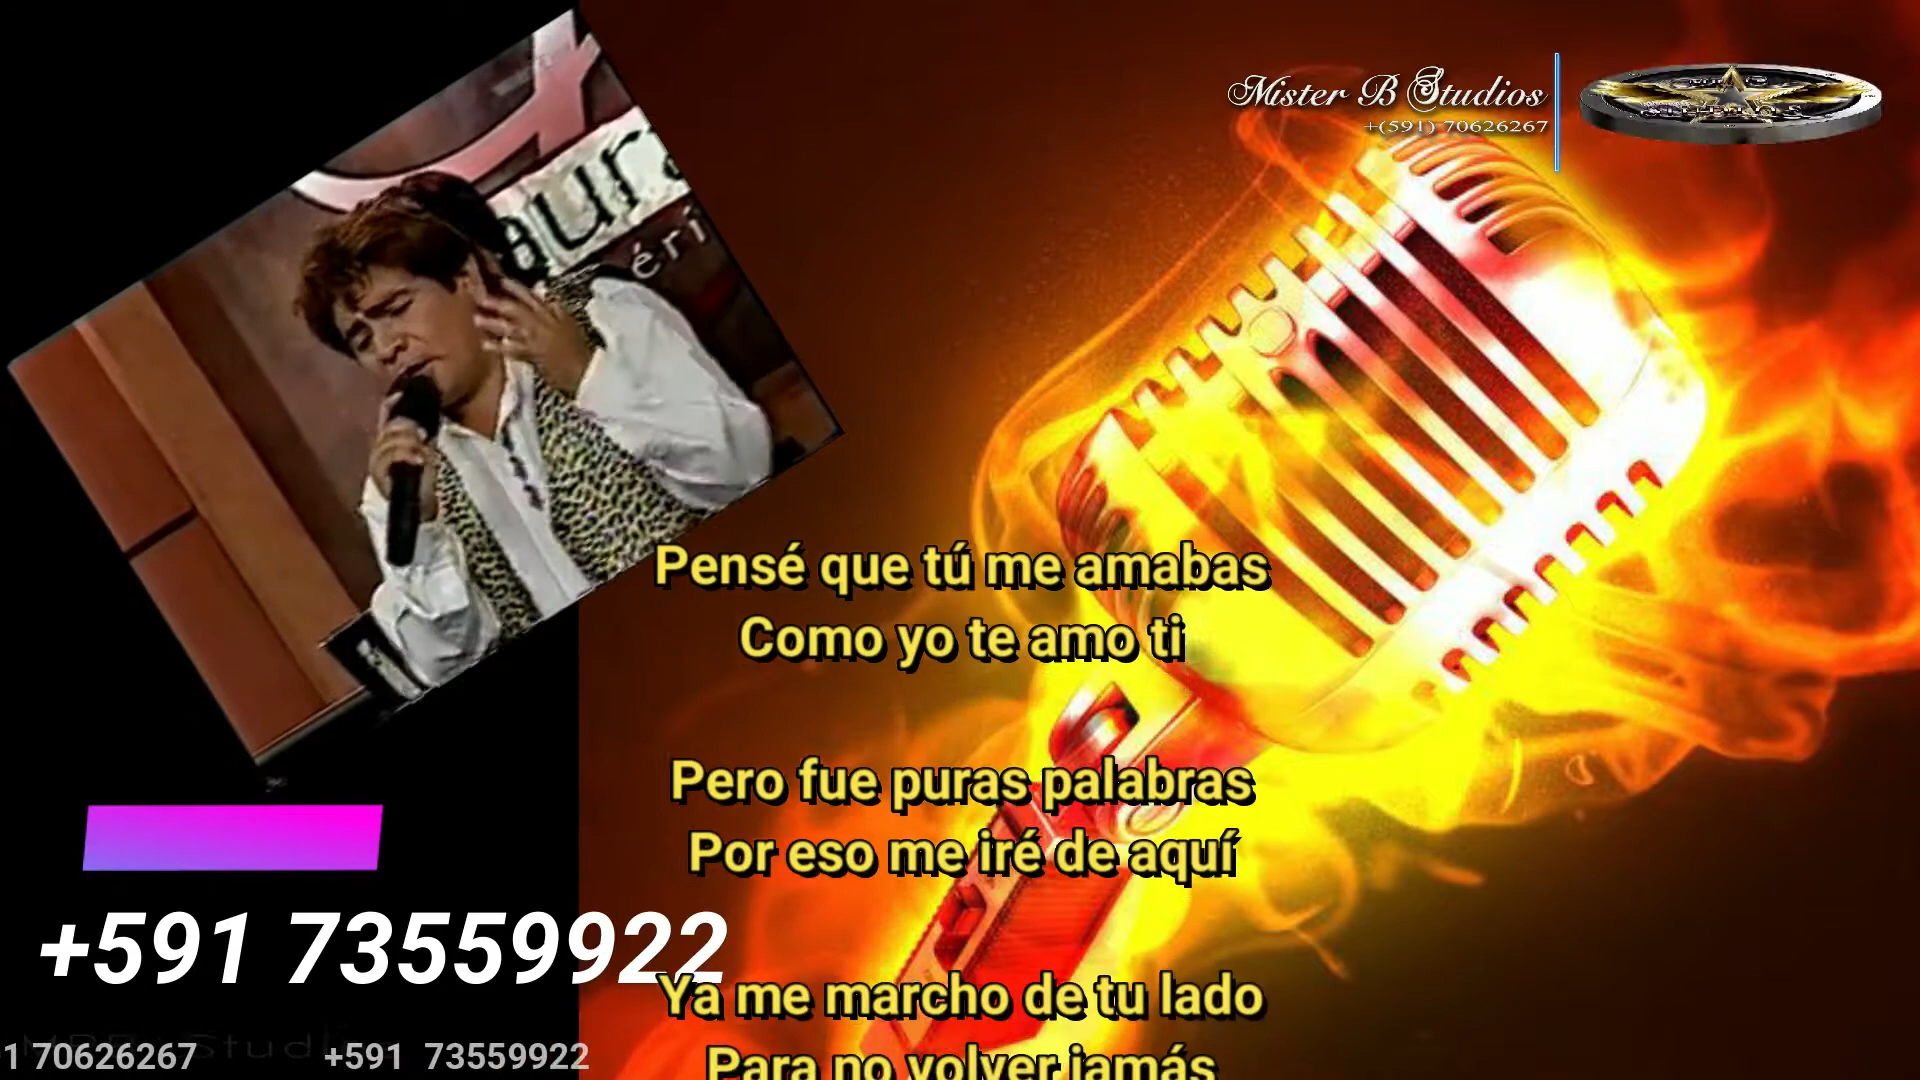 Mister B Studios
+(591) 70626267
Pensé que tú me amabas
Como yo te amo ti
Pero fue puras palabras
Por eso me iré de aquí
+591 73559922
Ya me marcho de tu lado
Para no volver jamás
1 70626267 +591 73559922